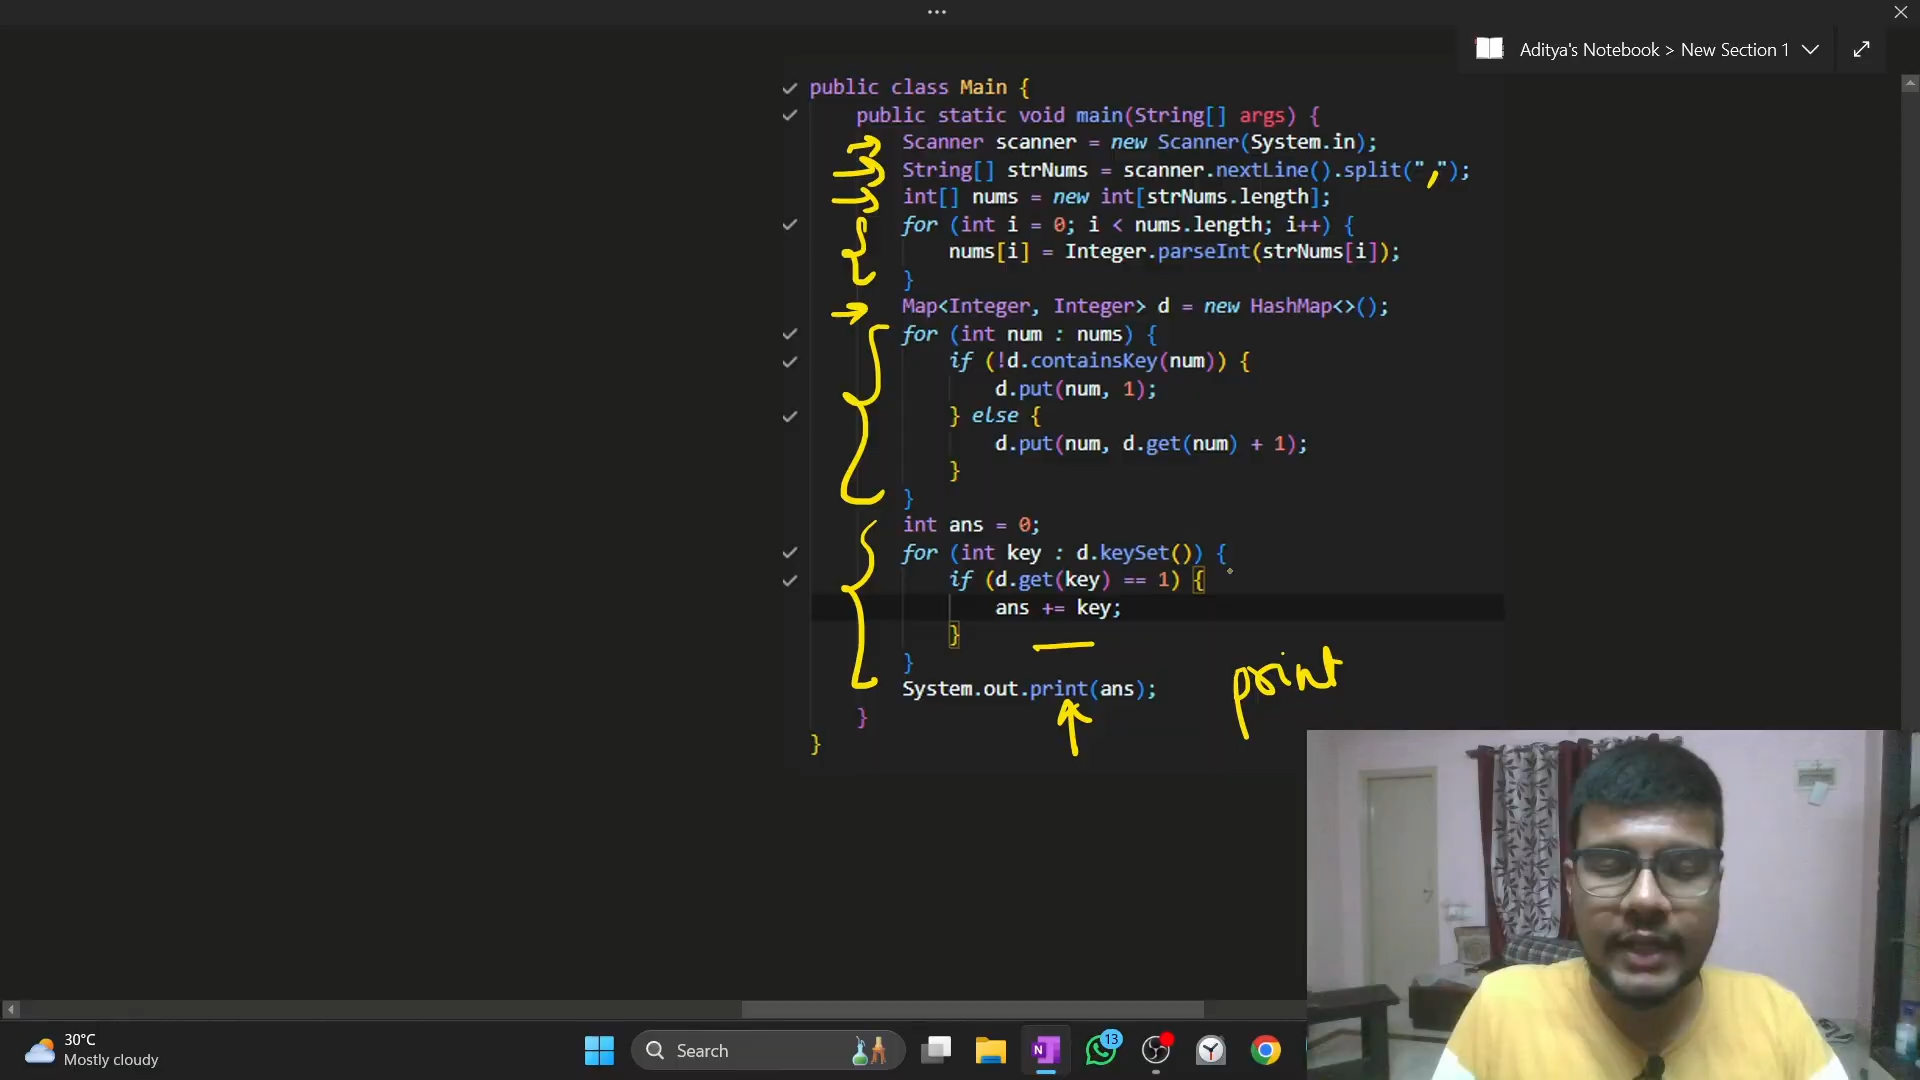 Aditya's Notebook > New Section 1
public class Main {
public static void main(String[] args) {
Scanner scanner = new Scanner(System.in);
String[] strNums = scanner.nextLine().split(",");
int[] nums = new int[strNums.length];
for (int i = 0; i < nums.length; i++) {
nums[i] = Integer.parseInt(strNums[i]);
}
Map<Integer, Integer> d = new HashMap<>();
for (int num : nums) {
if (!d.containsKey(num)) {
d.put(num, 1);
} else {
d.put(num, d.get(num) + 1);
}
}
int ans = 0;
for (int key : d.keySet()) {
if (d.get(key) == 1) {
ans += key;
}
}
System.out.print(ans);
}
}
print
30°C
Mostly cloudy
Search
N
13